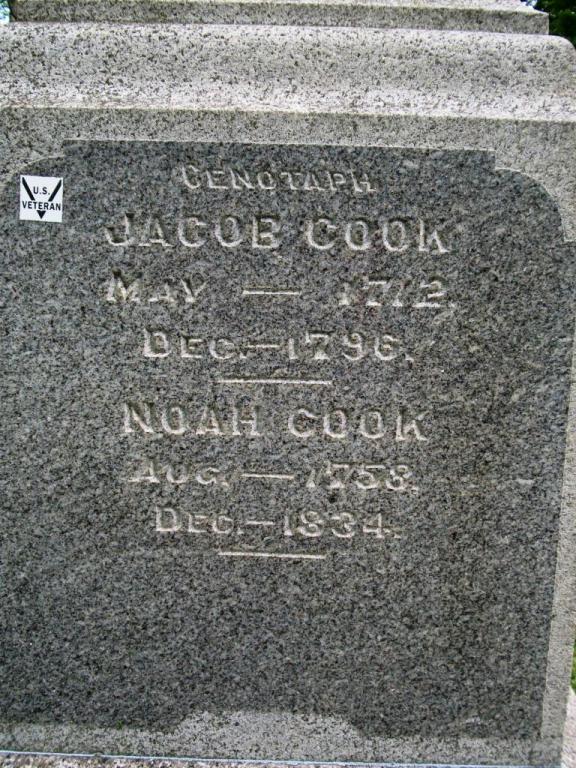 U.S.
VETERAN
CENOTAPH
JACOB COOK
MAY — 1712.
DEC. — 1796.
NOAH COOK
AUG. — 1758.
DEC. — 1834.